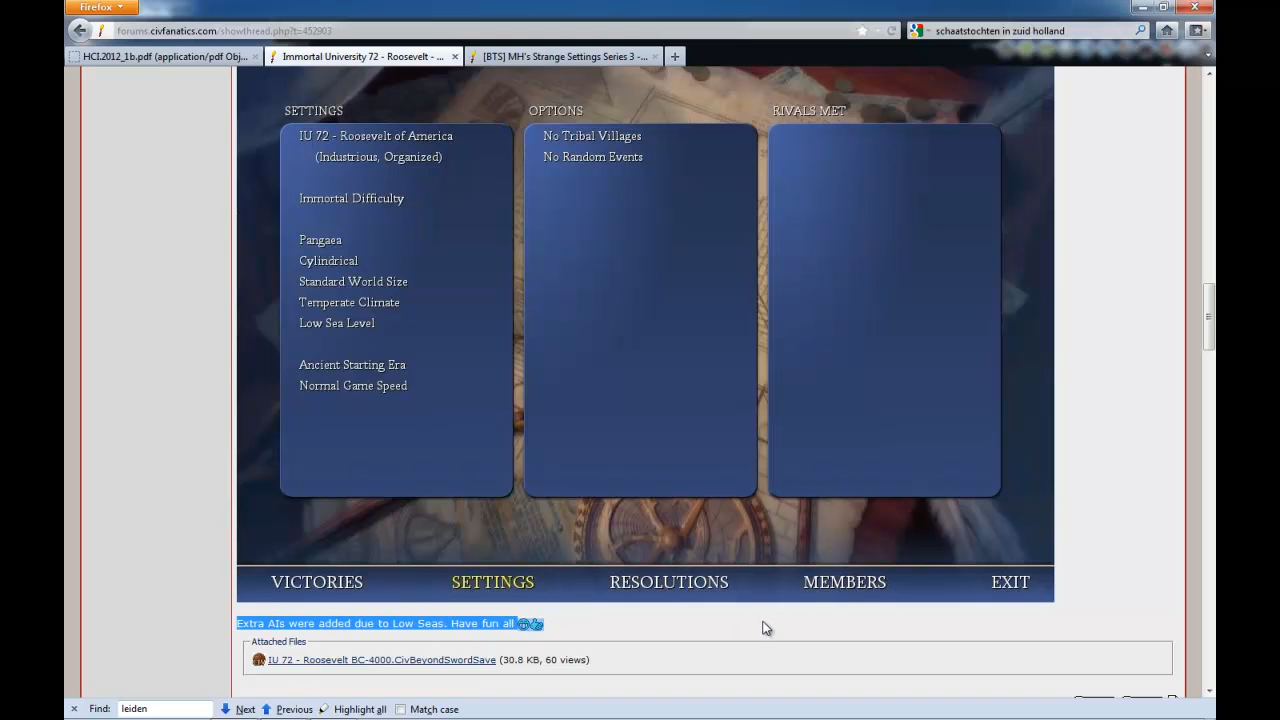 Firefox
forums.civfanatics.com/showthread.php?t=452903
schaatstochten in zuid holland
HCI.2012_1b.pdf (application/pdf Obj...
Immortal University 72 - Roosevelt - ...
[BTS] MH's Strange Settings Series 3 -...
SETTINGS
IU 72 - Roosevelt of America
(Industrious, Organized)
Immortal Difficulty
Pangaea
Cylindrical
Standard World Size
Temperate Climate
Low Sea Level
Ancient Starting Era
Normal Game Speed
OPTIONS
No Tribal Villages
No Random Events
RIVALS MET
VICTORIES SETTINGS RESOLUTIONS MEMBERS EXIT
Extra AIs were added due to Low Seas. Have fun all
Attached Files
IU 72 - Roosevelt BC-4000.CivBeyondSwordSave (30.8 KB, 60 views)
Find: leiden Next Previous Highlight all Match case